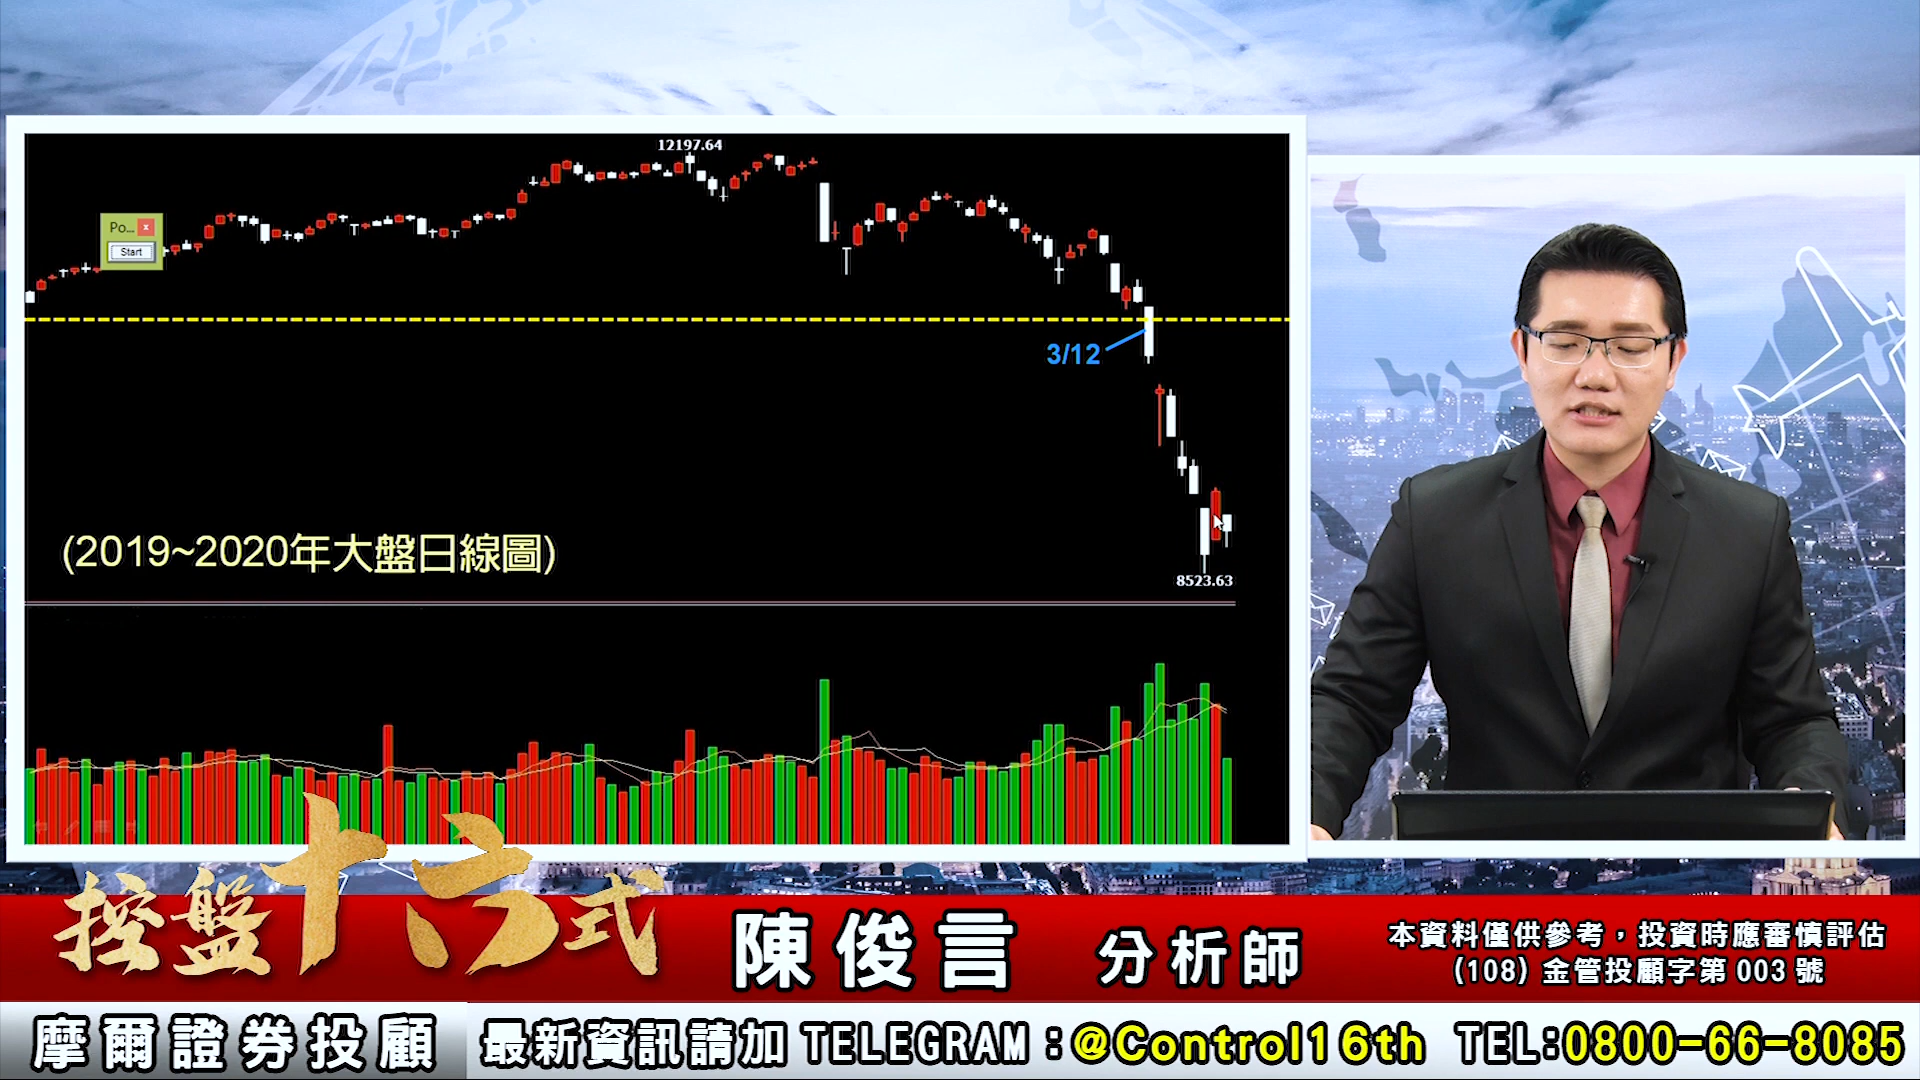 12197.64
Po...
x
Start
3/12
(2019~2020年大盤日線圖)
8523.63
控盤十六式
陳俊言 分析師
本資料僅供參考，投資時應審慎評估
(108) 金管投顧字第 003 號
摩爾證券投顧
最新資訊請加 TELEGRAM：@Control16th TEL:0800-66-8085